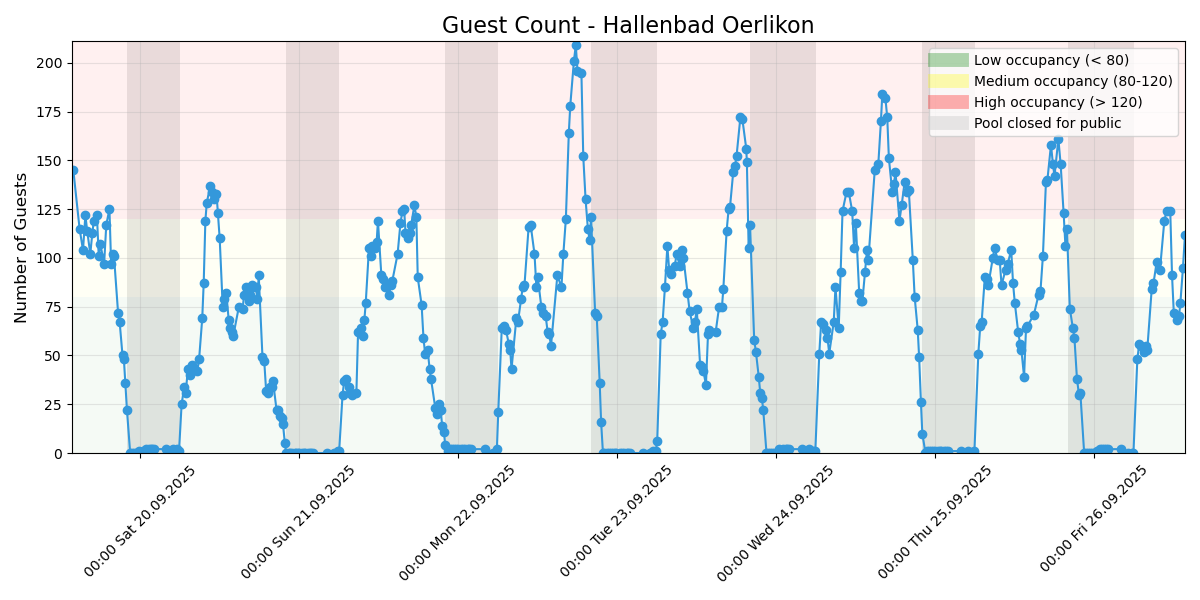 Guest Count - Hallenbad Oerlikon
Number of Guests
200
175
150
125
100
75
50
25
0
Low occupancy (< 80)
Medium occupancy (80-120)
High occupancy (> 120)
Pool closed for public
00:00 Sat 20.09.2025
00:00 Sun 21.09.2025
00:00 Mon 22.09.2025
00:00 Tue 23.09.2025
00:00 Wed 24.09.2025
00:00 Thu 25.09.2025
00:00 Fri 26.09.2025